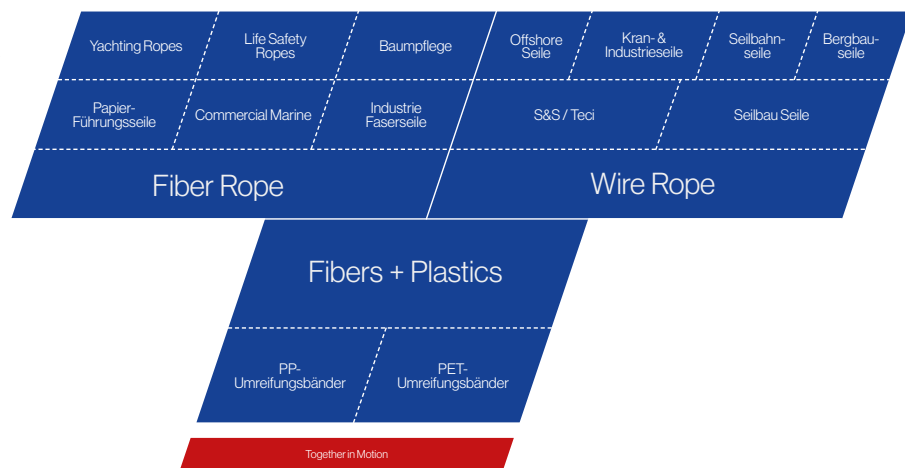 Yachting Ropes
Life Safety
Ropes
Baumpflege
Offshore
Seile
Kran- &
Industrieseile
Seilbahn-
seile
Bergbau-
seile
Papier-
Führungsseile
Commercial Marine
Industrie
Faserseile
S&S / Teci
Seilbau Seile
Fiber Rope
Wire Rope
Fibers + Plastics
PP-
Umreifungsbänder
PET-
Umreifungsbänder
Together in Motion